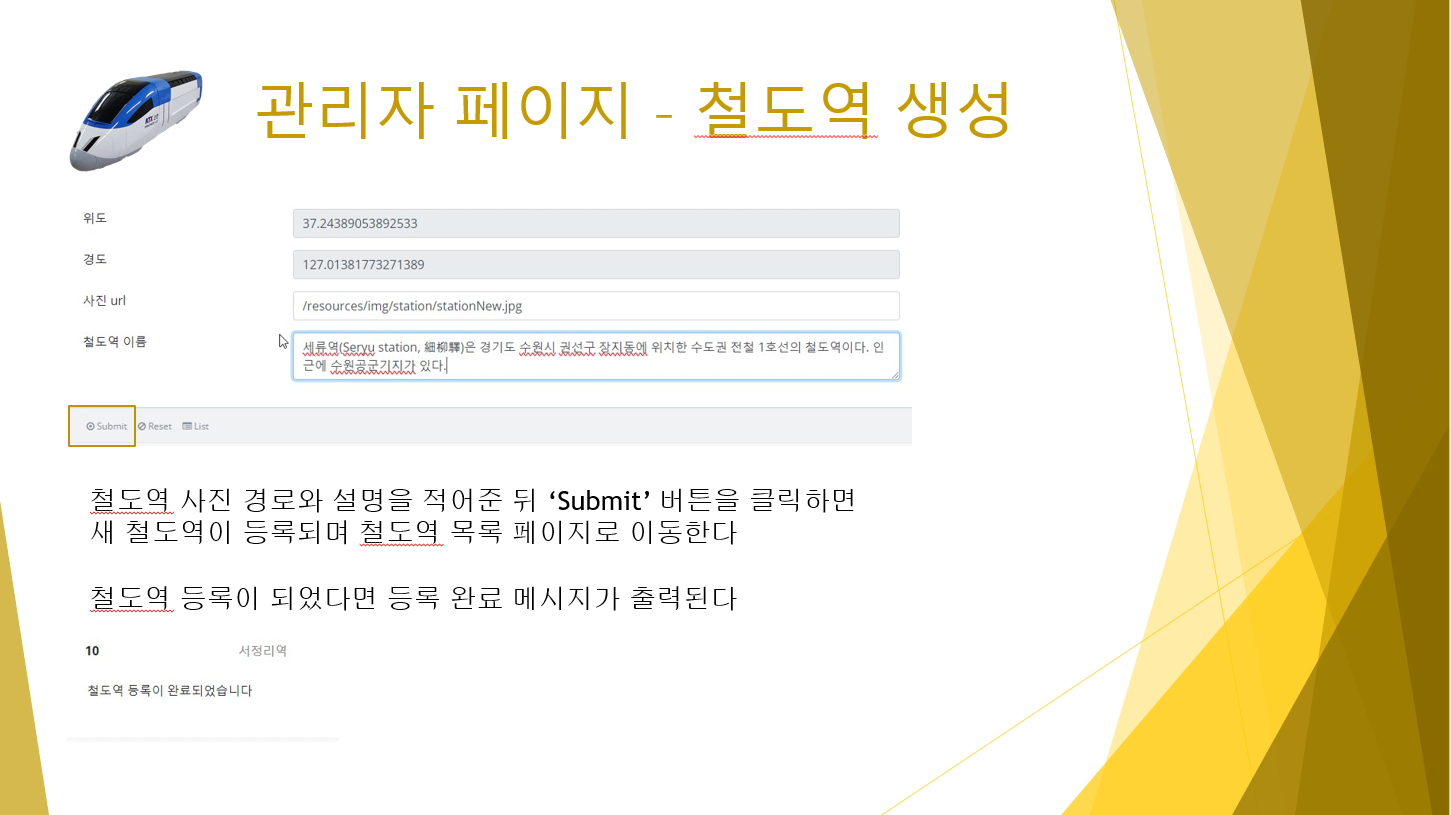 관리자 페이지 - 철도역 생성
위도
37.24389053892533
경도
127.01381773271389
사진 url
/resources/img/station/stationNew.jpg
철도역 이름
세류역(Seryu station, 細柳驛)은 경기도 수원시 권선구 장지동에 위치한 수도권 전철 1호선의 철도역이다. 인
근에 수원공군기지가 있다.
Submit Reset List
철도역 사진 경로와 설명을 적어준 뒤 ‘Submit’ 버튼을 클릭하면
새 철도역이 등록되며 철도역 목록 페이지로 이동한다
철도역 등록이 되었다면 등록 완료 메시지가 출력된다
10 서정리역
철도역 등록이 완료되었습니다